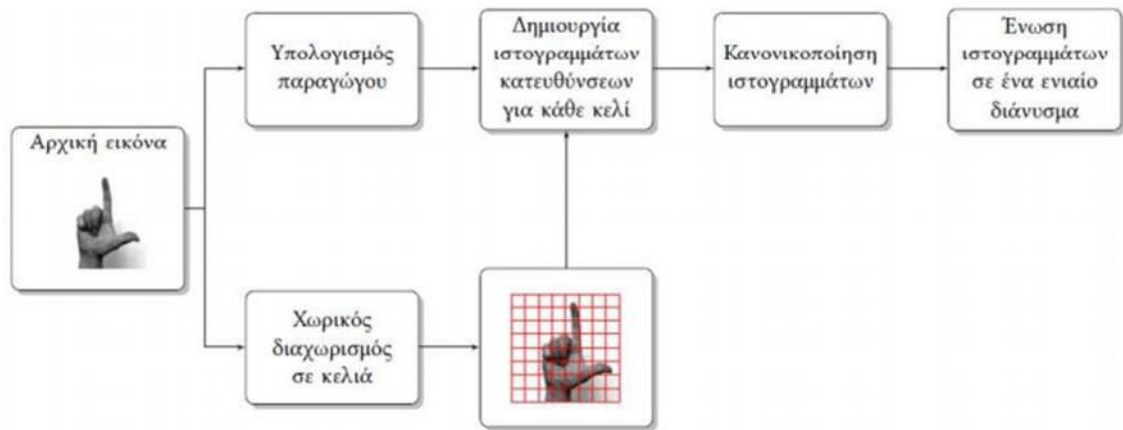 Αρχική εικόνα
Υπολογισμός
παραγώγου
Δημιουργία
ιστογραμμάτων
κατευθύνσεων
για κάθε κελί
Κανονικοποίηση
ιστογραμμάτων
Ένωση
ιστογραμμάτων
σε ένα ενιαίο
διάνυσμα
Χωρικός
διαχωρισμός
σε κελιά